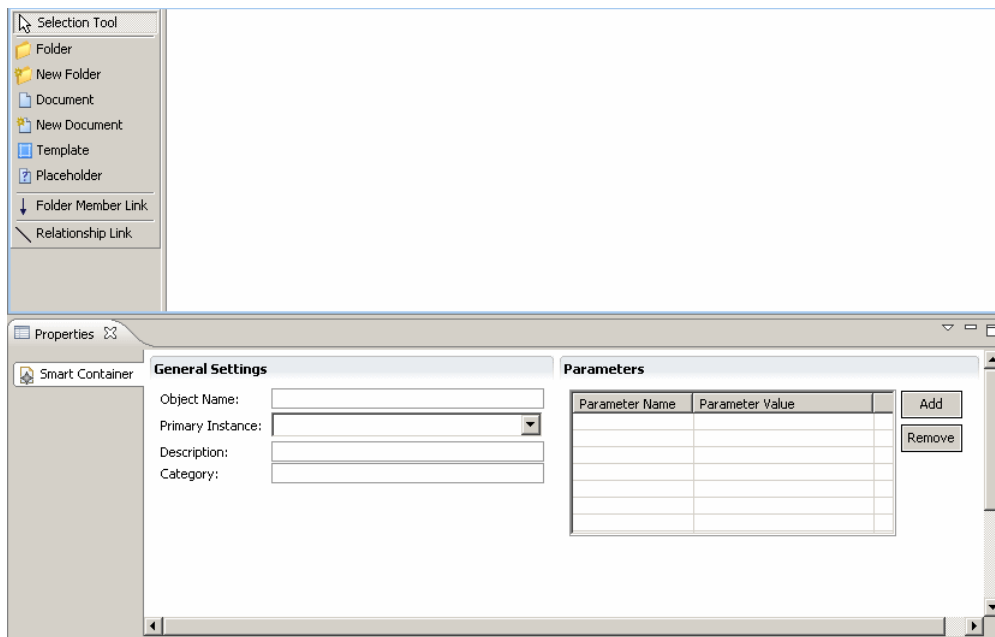 Selection Tool
Folder
New Folder
Document
New Document
Template
Placeholder
Folder Member Link
Relationship Link
Properties
Smart Container
General Settings
Object Name:
Primary Instance:
Description:
Category:
Parameters
Parameter Name Parameter Value
Add
Remove